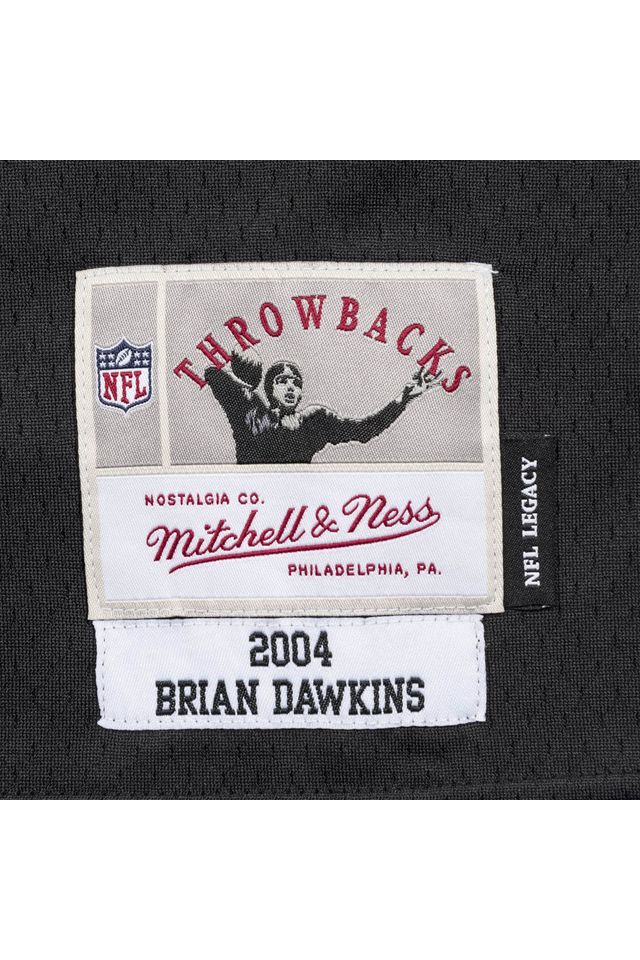 THROWBACKS
NFL
NOSTALGIA CO.
Mitchell & Ness
PHILADELPHIA, PA.
NFL LEGACY
2004
BRIAN DAWKINS